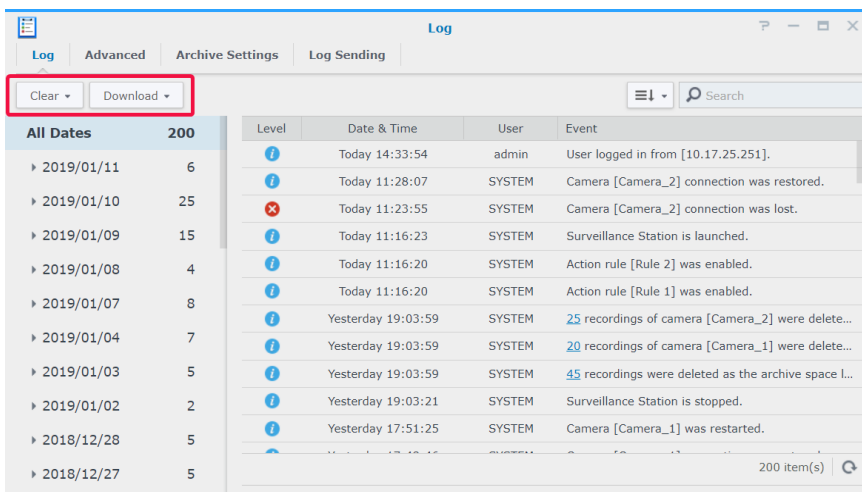 Log
Log Advanced Archive Settings Log Sending
Clear Download Search
All Dates 200
2019/01/11 6
2019/01/10 25
2019/01/09 15
2019/01/08 4
2019/01/07 8
2019/01/04 7
2019/01/03 5
2019/01/02 2
2018/12/28 5
2018/12/27 5
Level Date & Time User Event
Today 14:33:54 admin User logged in from [10.17.25.251].
Today 11:28:07 SYSTEM Camera [Camera_2] connection was restored.
Today 11:23:55 SYSTEM Camera [Camera_2] connection was lost.
Today 11:16:23 SYSTEM Surveillance Station is launched.
Today 11:16:20 SYSTEM Action rule [Rule 2] was enabled.
Today 11:16:20 SYSTEM Action rule [Rule 1] was enabled.
Yesterday 19:03:59 SYSTEM 25 recordings of camera [Camera_2] were delete...
Yesterday 19:03:59 SYSTEM 20 recordings of camera [Camera_1] were delete...
Yesterday 19:03:59 SYSTEM 45 recordings were deleted as the archive space l...
Yesterday 19:03:21 SYSTEM Surveillance Station is stopped.
Yesterday 17:51:25 SYSTEM Camera [Camera_1] was restarted.
200 item(s)